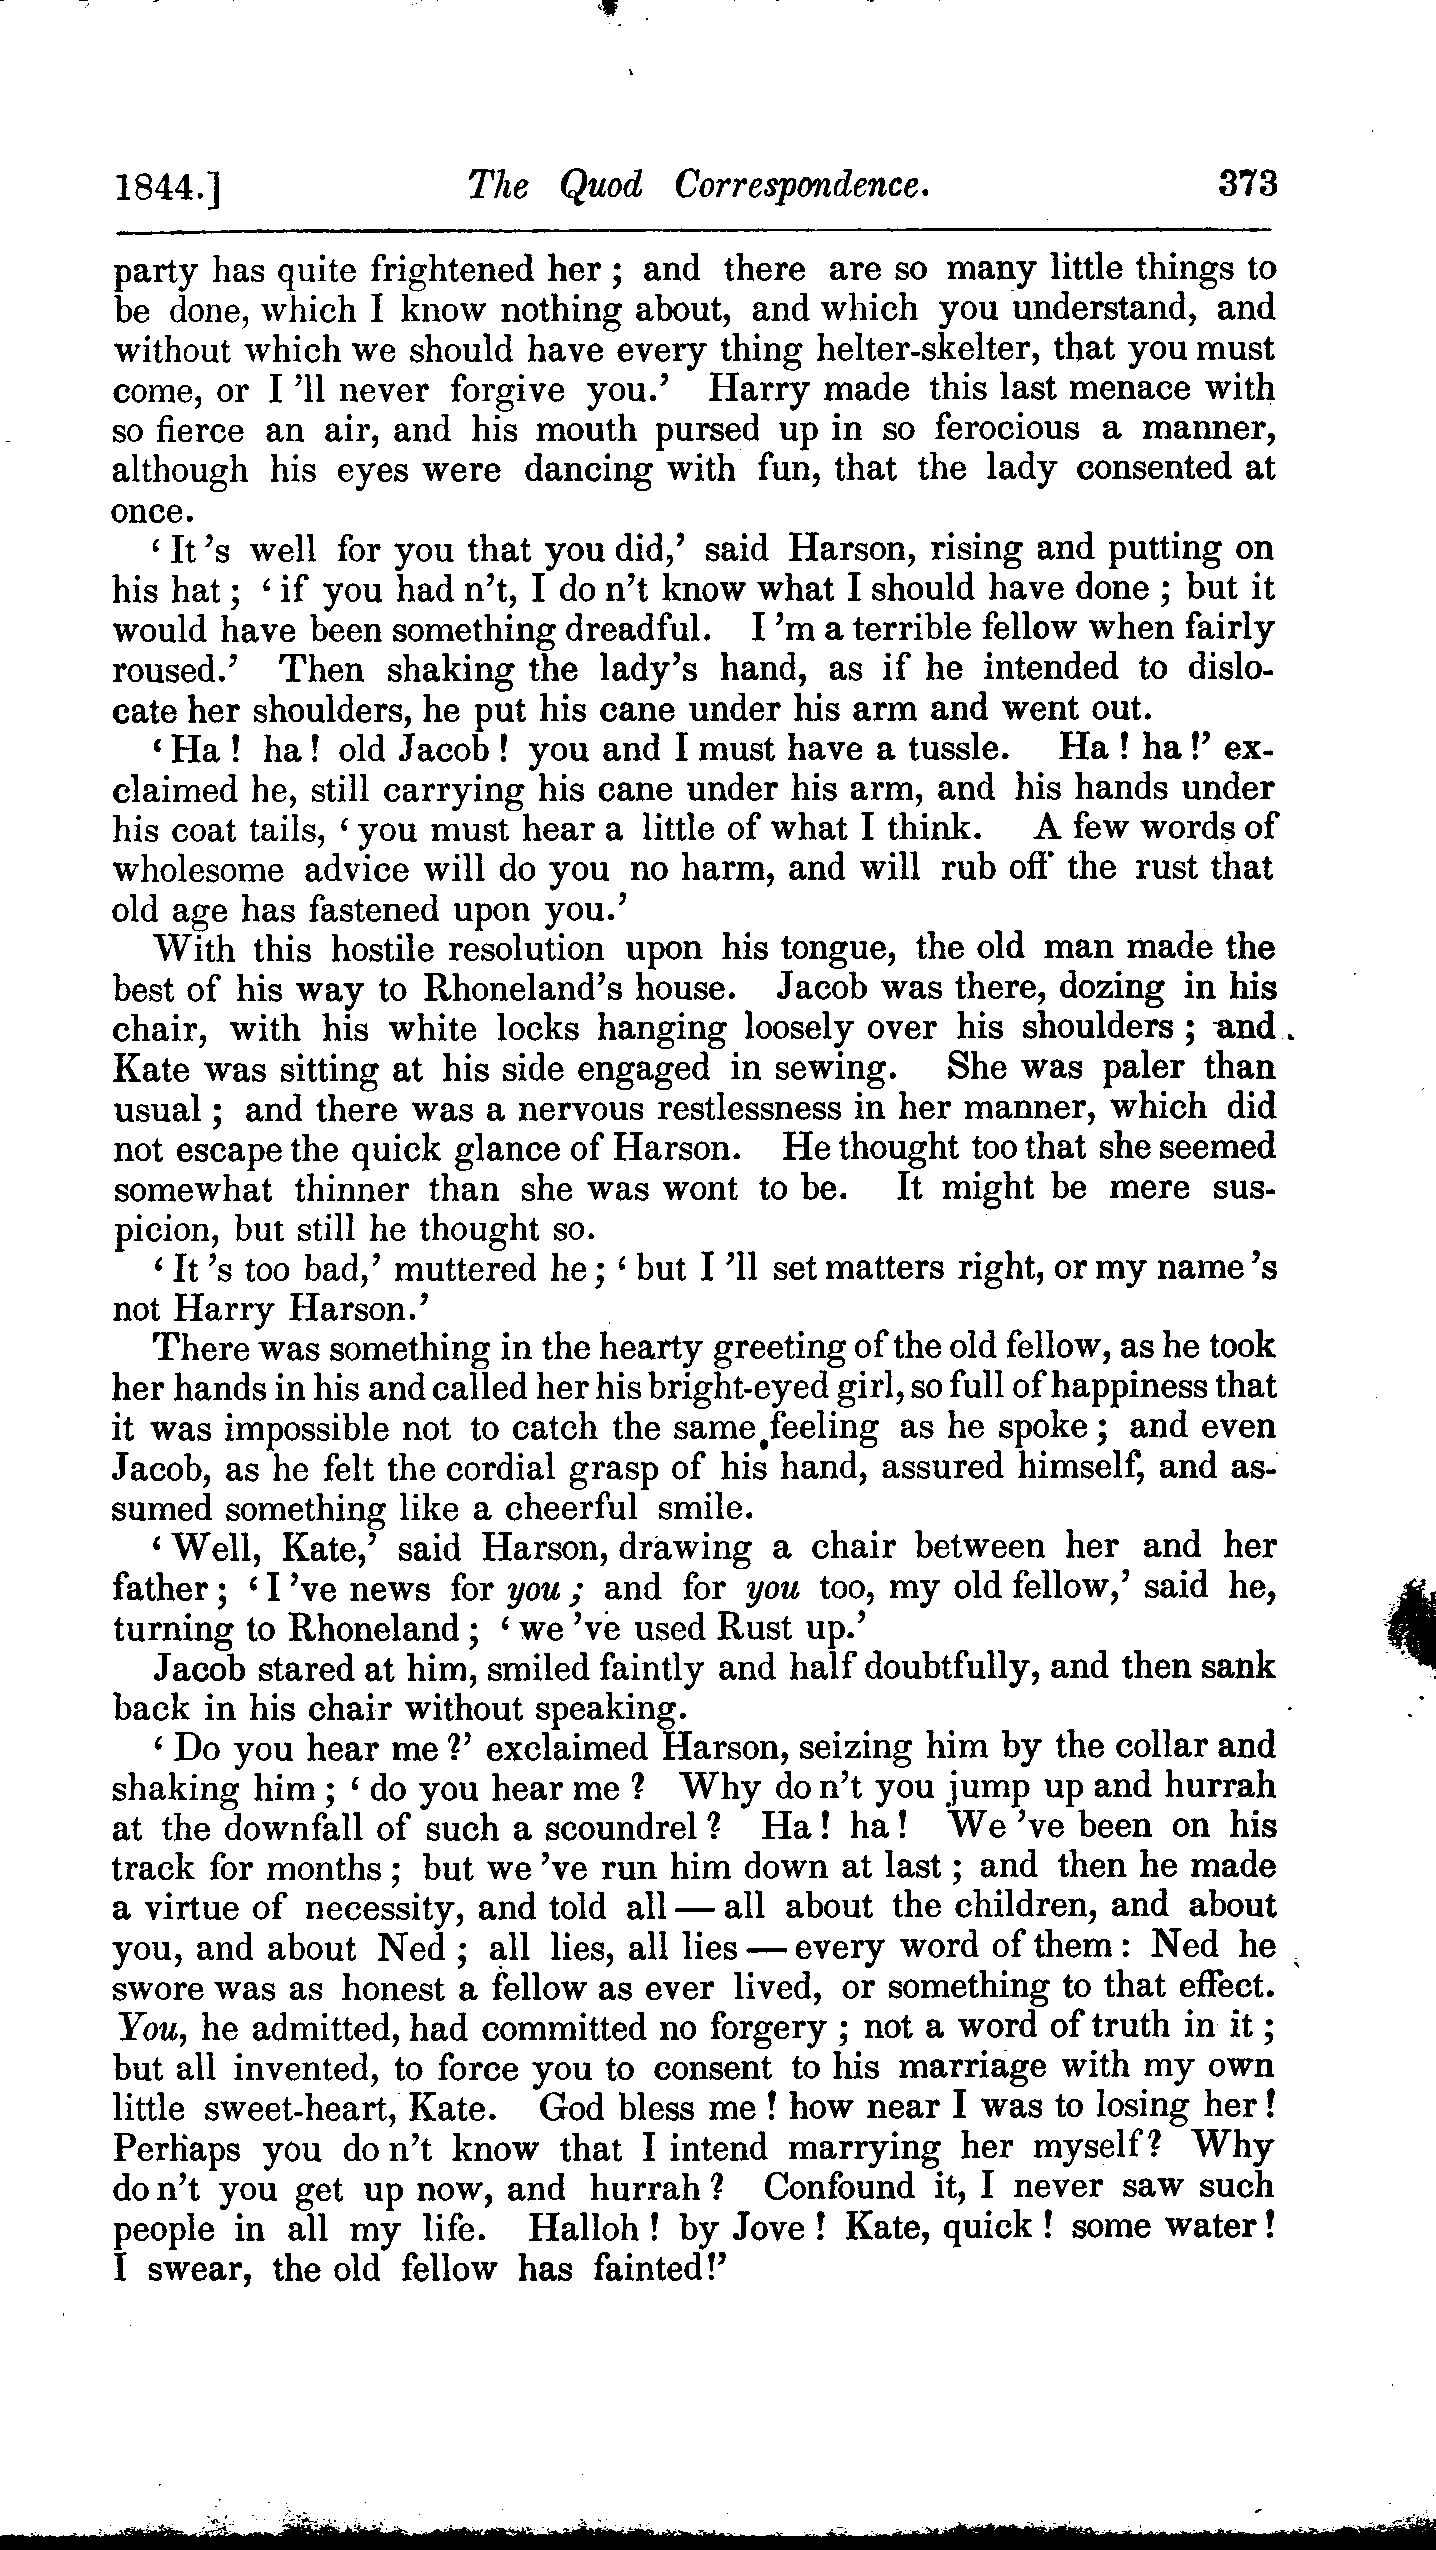 1844.] The Quod Correspondence. 373
party has quite frightened her ; and there are so many little things to
be done, which I know nothing about, and which you understand, and
without which we should have every thing helter-skelter, that you must
come, or I 'll never forgive you.' Harry made this last menace with
so fierce an air, and his mouth pursed up in so ferocious a manner,
although his eyes were dancing with fun, that the lady consented at
once.
‘ It 's well for you that you did,’ said Harson, rising and putting on
his hat ; ‘ if you had n't, I do n't know what I should have done ; but it
would have been something dreadful. I 'm a terrible fellow when fairly
roused.’ Then shaking the lady's hand, as if he intended to dislo-
cate her shoulders, he put his cane under his arm and went out.
‘ Ha ! ha ! old Jacob ! you and I must have a tussle. Ha ! ha !’ ex-
claimed he, still carrying his cane under his arm, and his hands under
his coat tails, ‘ you must hear a little of what I think. A few words of
wholesome advice will do you no harm, and will rub off the rust that
old age has fastened upon you.’
With this hostile resolution upon his tongue, the old man made the
best of his way to Rhoneland's house. Jacob was there, dozing in his
chair, with his white locks hanging loosely over his shoulders ; and
Kate was sitting at his side engaged in sewing. She was paler than
usual ; and there was a nervous restlessness in her manner, which did
not escape the quick glance of Harson. He thought too that she seemed
somewhat thinner than she was wont to be. It might be mere sus-
picion, but still he thought so.
‘ It 's too bad,’ muttered he ; ‘ but I 'll set matters right, or my name 's
not Harry Harson.’
There was something in the hearty greeting of the old fellow, as he took
her hands in his and called her his bright-eyed girl, so full of happiness that
it was impossible not to catch the same feeling as he spoke ; and even
Jacob, as he felt the cordial grasp of his hand, assured himself, and as-
sumed something like a cheerful smile.
‘ Well, Kate,’ said Harson, drawing a chair between her and her
father ; ‘ I 've news for you ; and for you too, my old fellow,’ said he,
turning to Rhoneland ; ‘ we 've used Rust up.’
Jacob stared at him, smiled faintly and half doubtfully, and then sank
back in his chair without speaking.
‘ Do you hear me ?’ exclaimed Harson, seizing him by the collar and
shaking him ; ‘ do you hear me ? Why do n't you jump up and hurrah
at the downfall of such a scoundrel ? Ha ! ha ! We 've been on his
track for months ; but we 've run him down at last ; and then he made
a virtue of necessity, and told all — all about the children, and about
you, and about Ned ; all lies, all lies — every word of them : Ned he
swore was as honest a fellow as ever lived, or something to that effect.
You, he admitted, had committed no forgery ; not a word of truth in it ;
but all invented, to force you to consent to his marriage with my own
little sweet-heart, Kate. God bless me ! how near I was to losing her !
Perhaps you do n't know that I intend marrying her myself ? Why
do n't you get up now, and hurrah ? Confound it, I never saw such
people in all my life. Halloh ! by Jove ! Kate, quick ! some water !
I swear, the old fellow has fainted !’